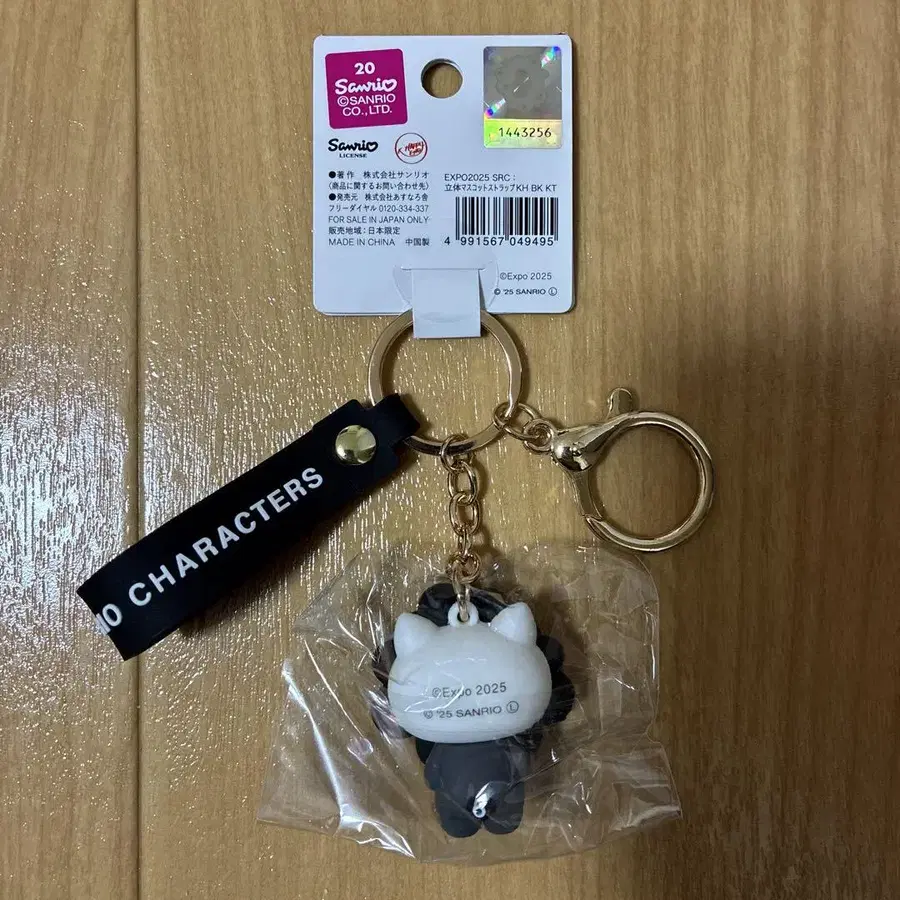 20
Sanrio
©SANRIO
CO.,LTD.
1443256
Sanrio
LICENSE
●著作 株式会社サンリオ
〈商品に関するお問い合わせ先〉
●発売元 株式会社あすなろ舎
フリーダイヤル 0120-334-337
FOR SALE IN JAPAN ONLY
販売地域:日本限定
MADE IN CHINA 中国製
EXPO2025 SRC:
立体マスコットストラップKH BK KT
4 991567 049495
©Expo 2025
© '25 SANRIO Ⓛ
IO CHARACTERS
©Expo 2025
© '25 SANRIO Ⓛ